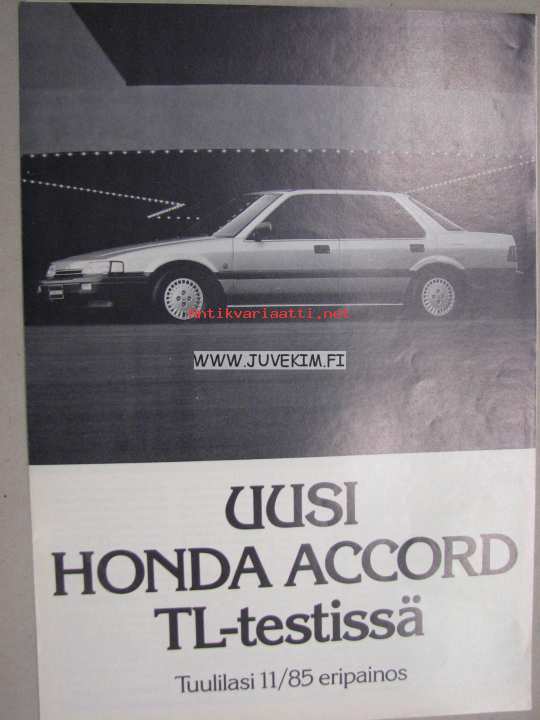 antikvariaatti.net
WWW.JUVEKIM.FI
UUSI
HONDA ACCORD
TL-testissä
Tuulilasi 11/85 eripainos